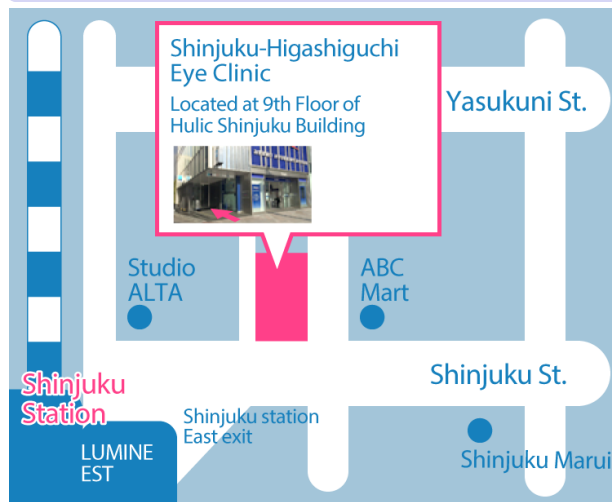 Shinjuku-Higashiguchi
Eye Clinic
Located at 9th Floor of
Hulic Shinjuku Building
Yasukuni St.
Studio
ALTA
ABC
Mart
Shinjuku St.
Shinjuku
Station
Shinjuku station
East exit
LUMINE
EST
Shinjuku Marui